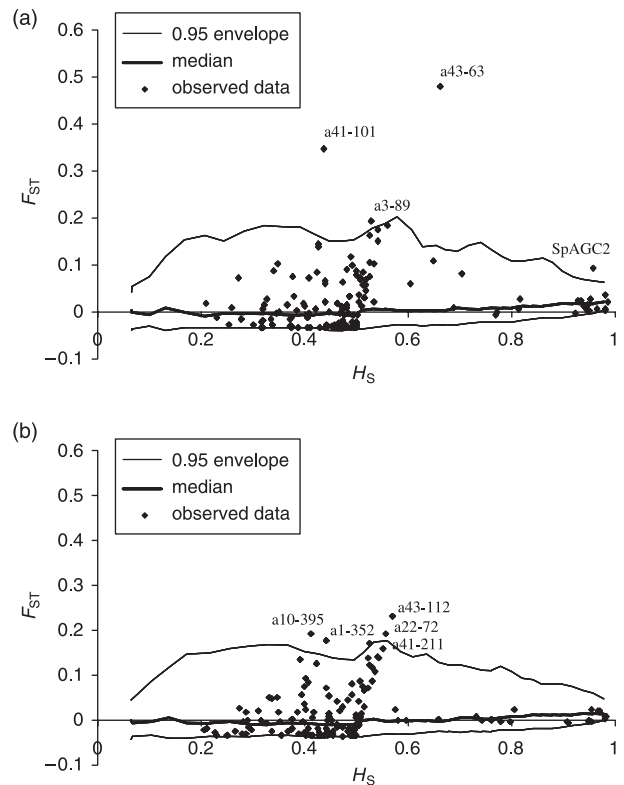 (a)
0.95 envelope
median
observed data
0.6
0.5
0.4
0.3
0.2
0.1
0
−0.1
FST
a43-63
a41-101
a3-89
SpAGC2
0.2
0.4
0.6
0.8
1
HS
(b)
0.95 envelope
median
observed data
0.6
0.5
0.4
0.3
0.2
0.1
0
−0.1
FST
a43-112
a10-395
a1-352
a22-72
a41-211
0
0.2
0.4
0.6
0.8
1
HS